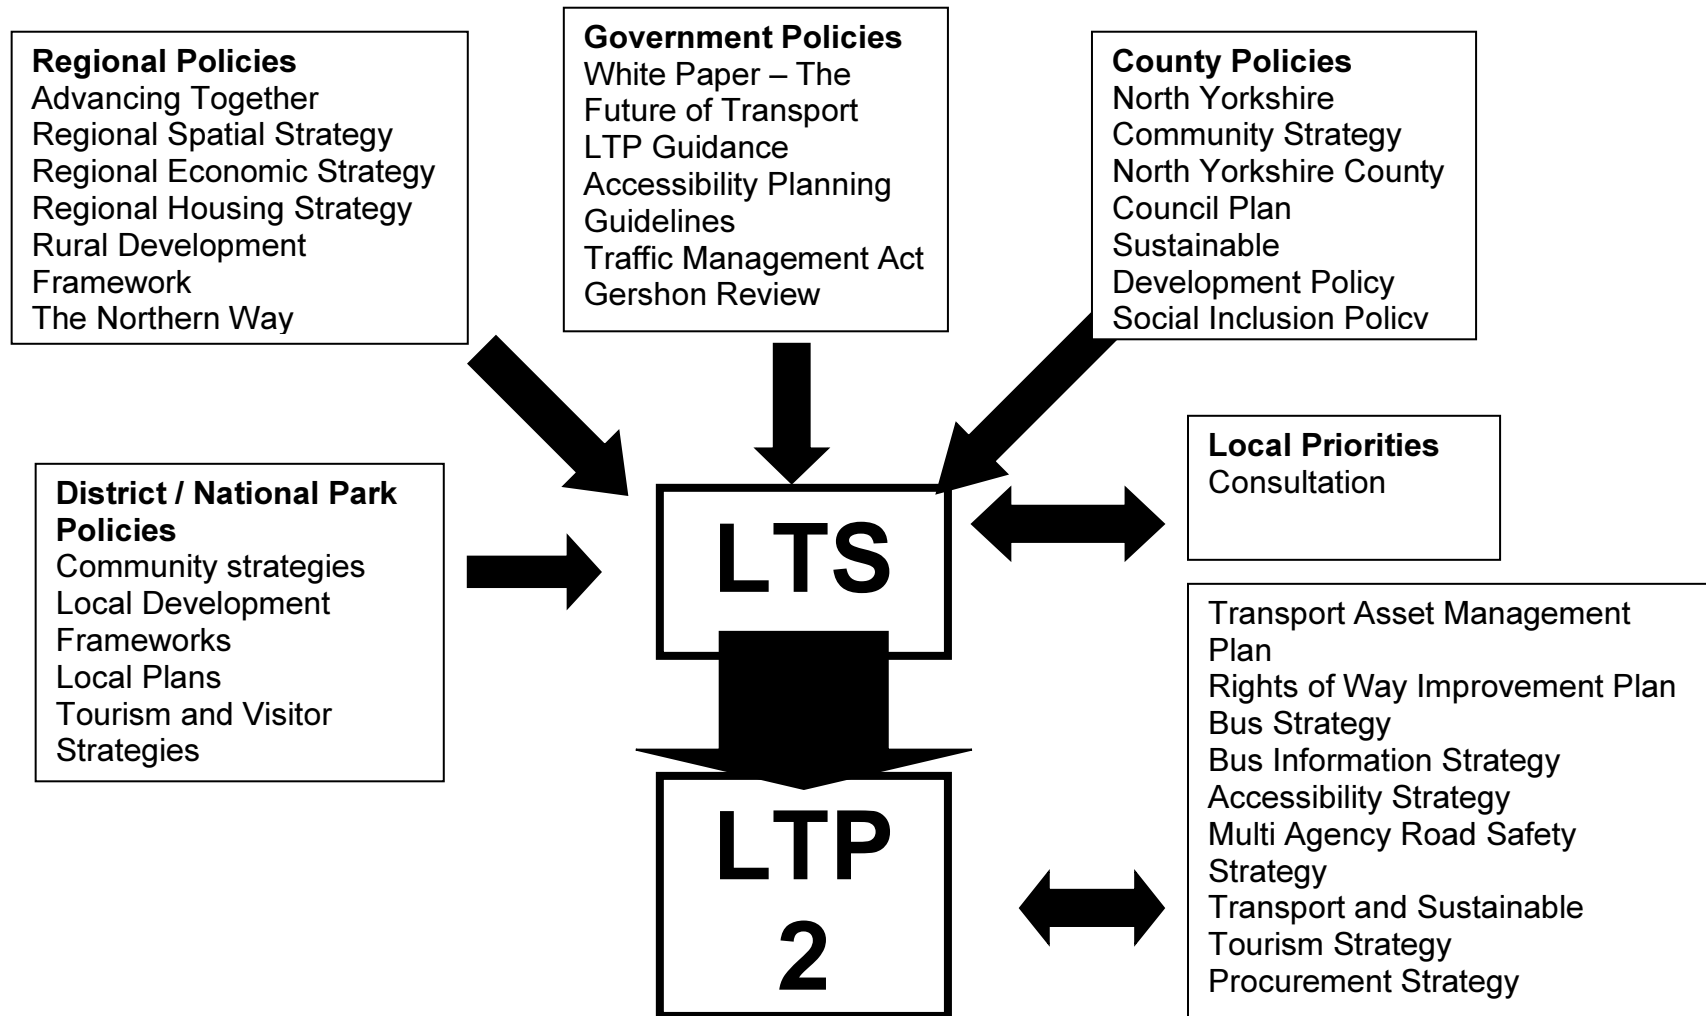 Regional Policies
Advancing Together
Regional Spatial Strategy
Regional Economic Strategy
Regional Housing Strategy
Rural Development
Framework
The Northern Way
Government Policies
White Paper – The
Future of Transport
LTP Guidance
Accessibility Planning
Guidelines
Traffic Management Act
Gershon Review
County Policies
North Yorkshire
Community Strategy
North Yorkshire County
Council Plan
Sustainable
Development Policy
Social Inclusion Policy
District / National Park
Policies
Community strategies
Local Development
Frameworks
Local Plans
Tourism and Visitor
Strategies
LTS
Local Priorities
Consultation
LTP
2
Transport Asset Management
Plan
Rights of Way Improvement Plan
Bus Strategy
Bus Information Strategy
Accessibility Strategy
Multi Agency Road Safety
Strategy
Transport and Sustainable
Tourism Strategy
Procurement Strategy